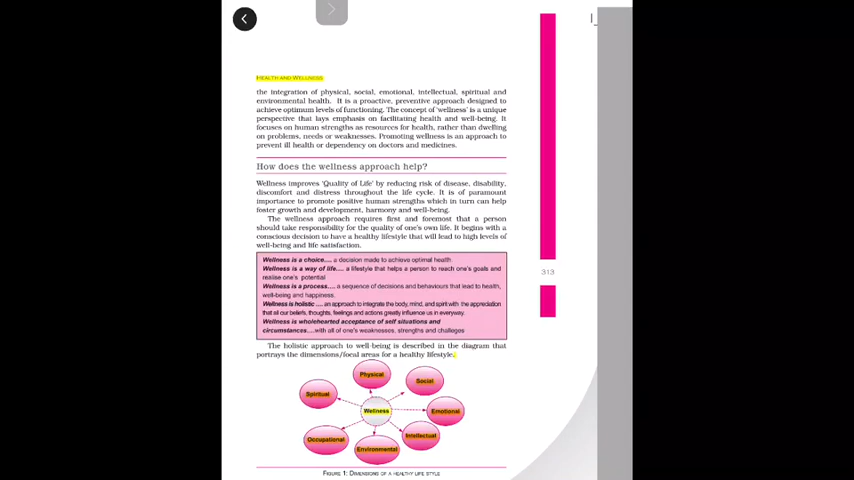 HEALTH AND WELLNESS
the integration of physical, social, emotional, intellectual, spiritual and
environmental health. It is a proactive, preventive approach designed to
achieve optimum levels of functioning. The concept of 'wellness' is a unique
perspective that lays emphasis on facilitating health and well-being. It
focuses on human strengths as resources for health, rather than dwelling
on problems, needs or weaknesses. Promoting wellness is an approach to
prevent ill health or dependency on doctors and medicines.
How does the wellness approach help?
Wellness improves 'Quality of Life' by reducing risk of disease, disability,
discomfort and distress throughout the life cycle. It is of paramount
importance to promote positive human strengths which in turn can help
foster growth and development, harmony and well-being.
The wellness approach requires first and foremost that a person
should take responsibility for the quality of one's own life. It begins with a
conscious decision to have a healthy lifestyle that will lead to high levels of
well-being and life satisfaction.
Wellness is a choice.... a decision made to achieve optimal health
Wellness is a way of life.... a lifestyle that helps a person to reach one's goals and
realise one's potential
Wellness is a process.... a sequence of decisions and behaviours that lead to health,
well-being and happiness.
Wellness is holistic .... an approach to integrate the body, mind, and spirit with the appreciation
that all our beliefs, thoughts, feelings and actions greatly influence us in everyway.
Wellness is wholehearted acceptance of self situations and
circumstances....with all of one's weaknesses, strengths and challeges
313
The holistic approach to well-being is described in the diagram that
portrays the dimensions/focal areas for a healthy lifestyle.
Physical
Social
Spiritual
Wellness
Emotional
Intellectual
Occupational
Environmental
FIGURE 1: DIMENSIONS OF A HEALTHY LIFE STYLE